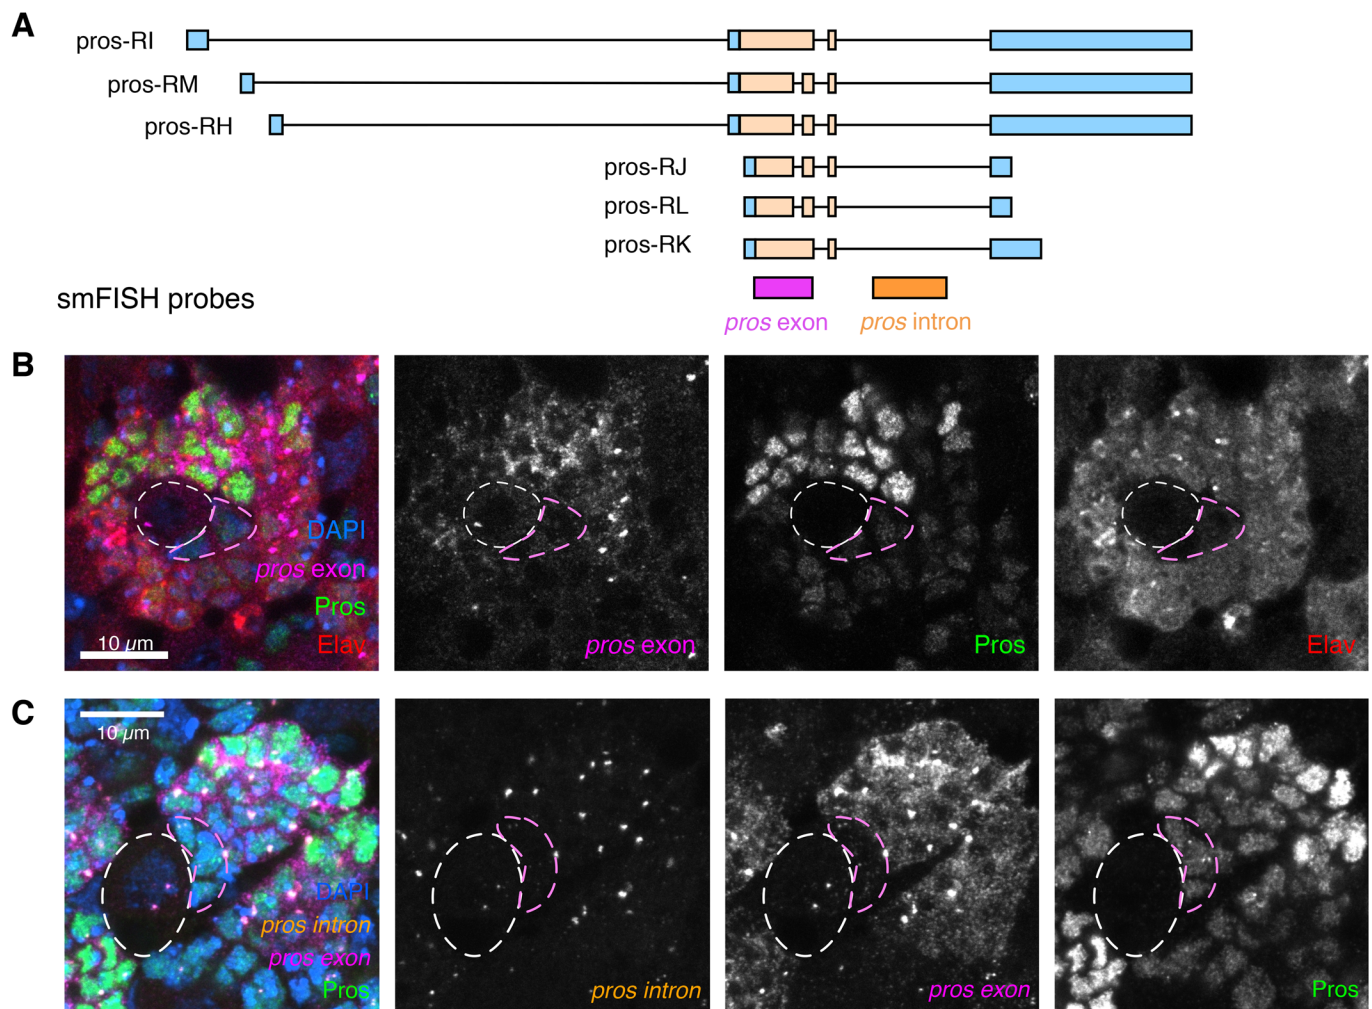 A
pros-RI
pros-RM
pros-RH
pros-RJ
pros-RL
pros-RK
smFISH probes
pros exon
pros intron
B
DAPI
pros exon
Pros
Elav
10 µm
pros exon
Pros
Elav
C
10 µm
DAPI
pros intron
pros exon
Pros
pros intron
pros exon
Pros